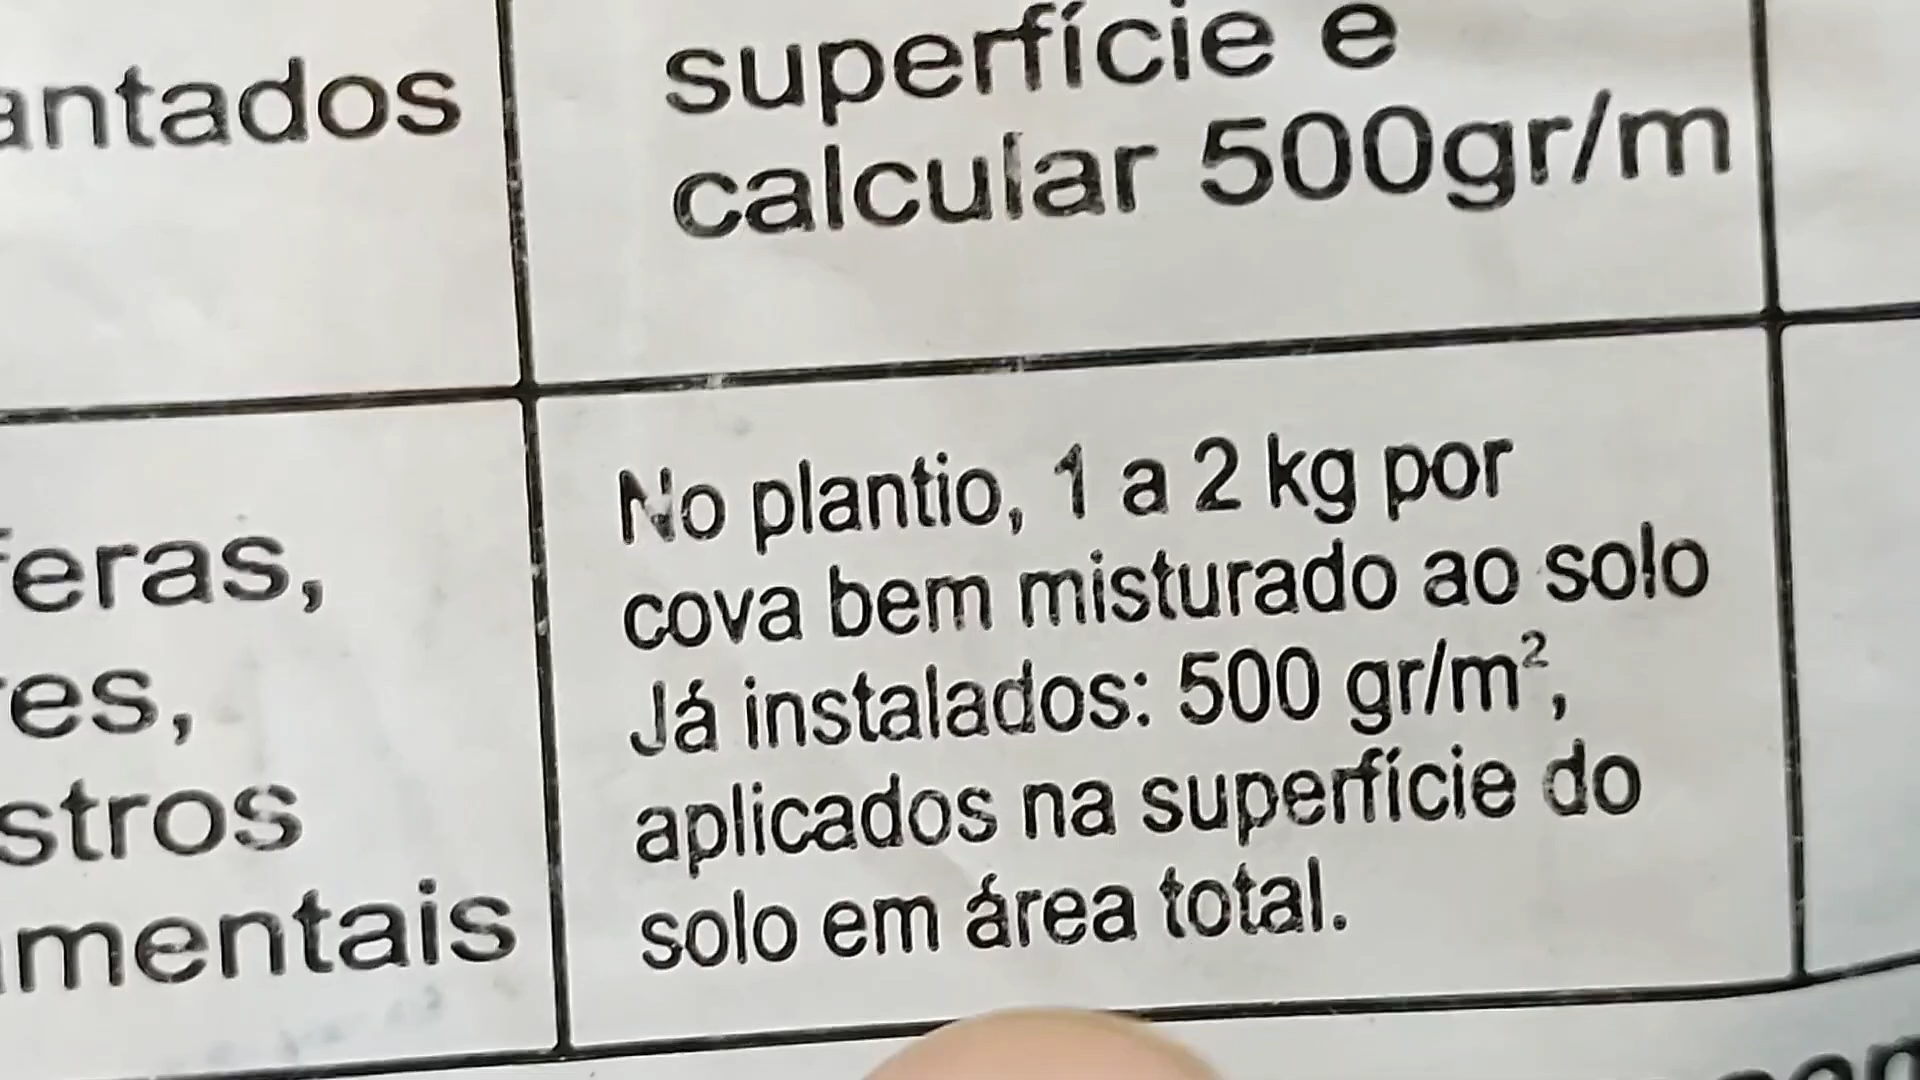 antados
superfície e
calcular 500gr/m
feras,
es,
stros
mentais
No plantio, 1 a 2 kg por
cova bem misturado ao solo
Já instalados: 500 gr/m²,
aplicados na superfície do
solo em área total.